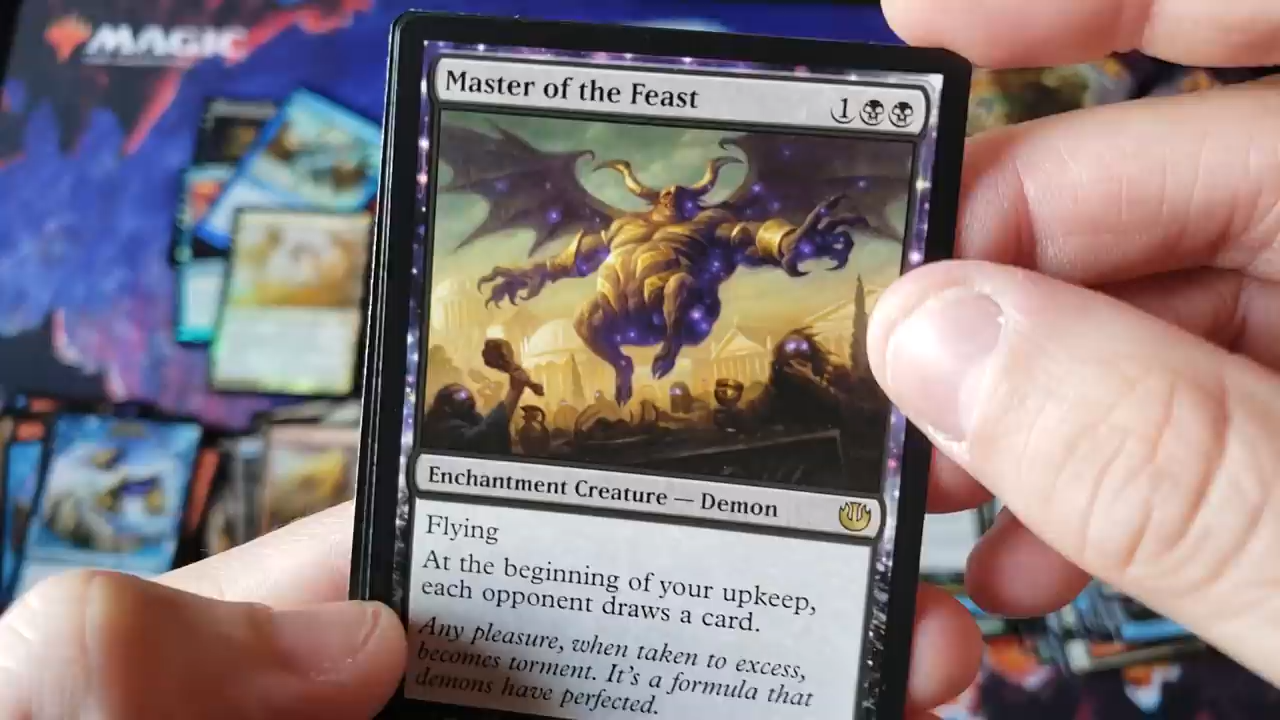 MAGIC
Master of the Feast
1
Enchantment Creature — Demon
Flying
At the beginning of your upkeep,
each opponent draws a card.
Any pleasure, when taken to excess,
becomes torment. It's a formula that
demons have perfected.